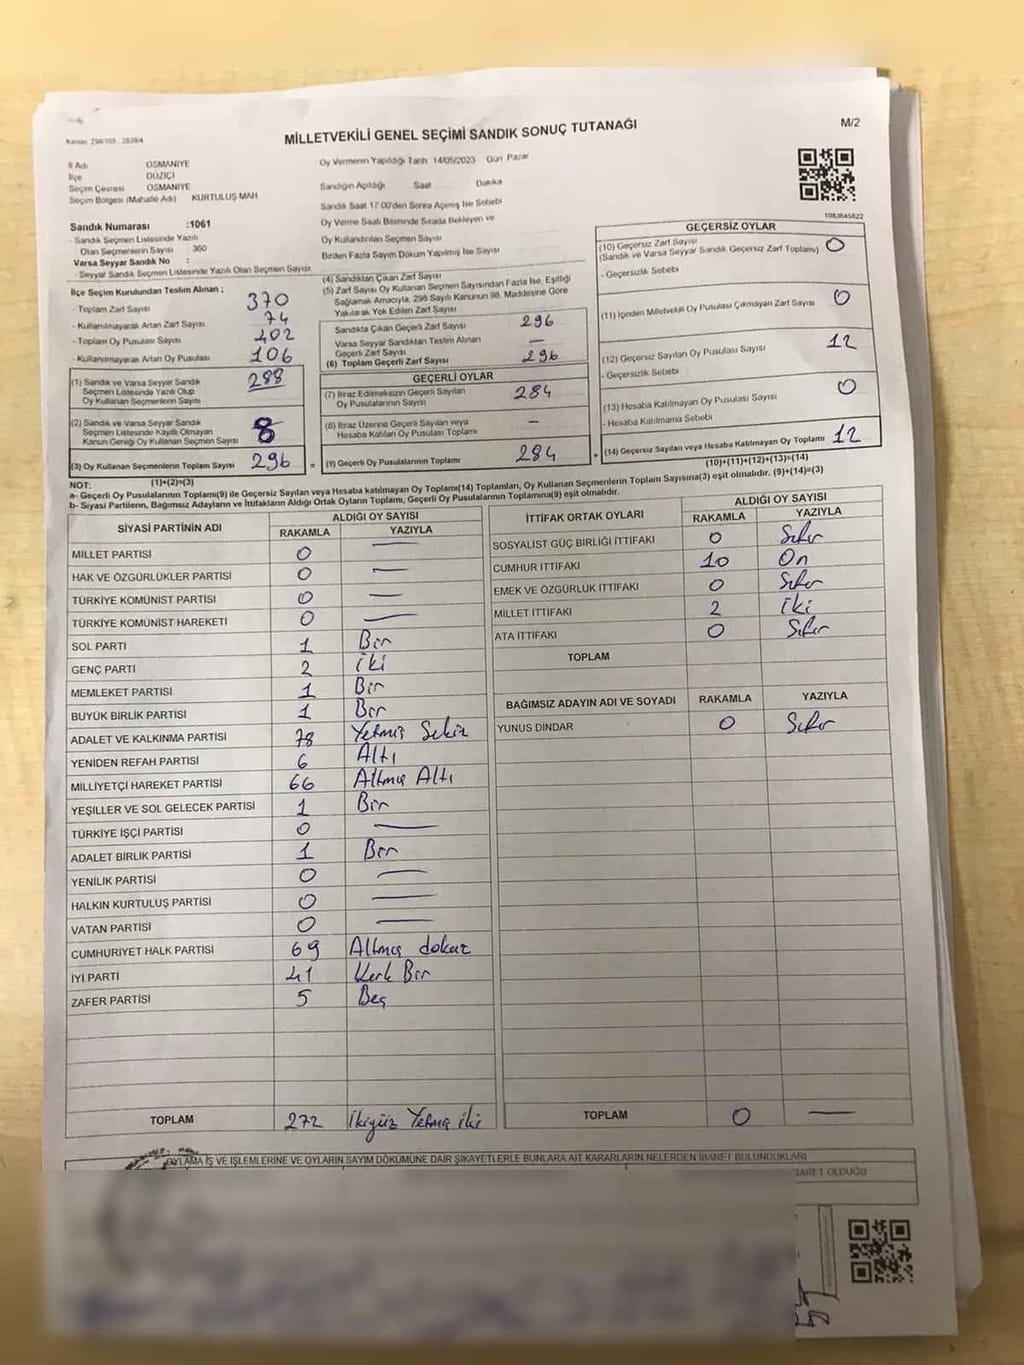 MİLLETVEKİLİ GENEL SEÇİMİ SANDIK SONUÇ TUTANAĞI
M/2
İl Adı OSMANİYE
İlçe DÜZİÇİ
Seçim Çevresi OSMANİYE
Seçim Bölgesi (Mahalle Adı) KURTULUŞ MAH
Sandık Numarası :1061
- Sandık Seçmen Listesinde Yazılı
Olan Seçmenlerin Sayısı 360
Varsa Seyyar Sandık No :
- Seyyar Sandık Seçmen Listesinde Yazılı Olan Seçmen Sayısı
Oy Vermenin Yapıldığı Tarih 14/05/2023 Gün Pazar
Sandığın Açıldığı Saat Dakika
Sandık Saat 17:00'den Sonra Açımış İse Sebebi
Oy Verme Saati Bitiminde Sırada Bekleyen ve
Oy Kullandırılan Seçmen Sayısı
Birden Fazla Sayım Döküm Yapılmış İse Sayısı
1083645822
İlçe Seçim Kurulundan Teslim Alınan ;
- Toplam Zarf Sayısı 370
- Kullanılmayarak Artan Zarf Sayısı 74
- Toplam Oy Pusulası Sayısı 402
- Kullanılmayarak Artan Oy Pusulası 106
(1) Sandık ve Varsa Seyyar Sandık
Seçmen Listesinde Yazılı Olup
Oy Kullanan Seçmenlerin Sayısı 288
(2) Sandık ve Varsa Seyyar Sandık
Seçmen Listesinde Kayıtlı Olmayan
Kanun Gereği Oy Kullanan Seçmen Sayısı 8
(3) Oy Kullanan Seçmenlerin Toplam Sayısı 296
(1)+(2)=(3)
(4) Sandıktan Çıkan Zarf Sayısı
(5) Zarf Sayısı Oy Kullanan Seçmen Sayısından Fazla İse, Eşitliği
Sağlamak Amacıyla, 298 Sayılı Kanunun 98. Maddesine Göre
Yakılarak Yok Edilen Zarf Sayısı
Sandıkta Çıkan Geçerli Zarf Sayısı 296
Varsa Seyyar Sandıktan Teslim Alınan
Geçerli Zarf Sayısı —
(6) Toplam Geçerli Zarf Sayısı 296
GEÇERLİ OYLAR
(7) İtiraz Edilmeksizin Geçerli Sayılan
Oy Pusulalarının Sayısı 284
(8) İtiraz Üzerine Geçerli Sayılan veya
Hesaba Katılan Oy Pusulası Toplamı —
= (9) Geçerli Oy Pusulalarının Toplamı 284 +
GEÇERSİZ OYLAR
(10) Geçersiz Zarf Sayısı 0
(Sandık ve Varsa Seyyar Sandık Geçersiz Zarf Toplamı)
- Geçersizlik Sebebi
(11) İçinden Milletvekili Oy Pusulası Çıkmayan Zarf Sayısı 0
(12) Geçersiz Sayılan Oy Pusulası Sayısı 12
- Geçersizlik Sebebi
(13) Hesaba Katılmayan Oy Pusulası Sayısı 0
- Hesaba Katılmama Sebebi
(14) Geçersiz Sayılan veya Hesaba Katılmayan Oy Toplamı 12
(10)+(11)+(12)+(13)=(14)
NOT:
a- Geçerli Oy Pusulalarının Toplamı(9) ile Geçersiz Sayılan veya Hesaba katılmayan Oy Toplamı(14) Toplamları, Oy Kullanan Seçmenlerin Toplam Sayısına(3) eşit olmalıdır. (9)+(14)=(3)
b- Siyasi Partilerin, Bağımsız Adayların ve İttifakların Aldığı Ortak Oyların Toplamı, Geçerli Oy Pusulalarının Toplamına(9) eşit olmalıdır.
SİYASİ PARTİNİN ADI ALDIĞI OY SAYISI
RAKAMLA YAZIYLA
MİLLET PARTİSİ 0 —
HAK VE ÖZGÜRLÜKLER PARTİSİ 0 —
TÜRKİYE KOMÜNİST PARTİSİ 0 —
TÜRKİYE KOMÜNİST HAREKETİ 0 —
SOL PARTİ 1 Bir
GENÇ PARTİ 2 İki
MEMLEKET PARTİSİ 1 Bir
BÜYÜK BİRLİK PARTİSİ 1 Bir
ADALET VE KALKINMA PARTİSİ 78 Yetmiş Sekiz
YENİDEN REFAH PARTİSİ 6 Altı
MİLLİYETÇİ HAREKET PARTİSİ 66 Altmış Altı
YEŞİLLER VE SOL GELECEK PARTİSİ 1 Bir
TÜRKİYE İŞÇİ PARTİSİ 0 —
ADALET BİRLİK PARTİSİ 1 Bir
YENİLİK PARTİSİ 0 —
HALKIN KURTULUŞ PARTİSİ 0 —
VATAN PARTİSİ 0 —
CUMHURİYET HALK PARTİSİ 69 Altmış dokuz
İYİ PARTİ 41 Kırk Bir
ZAFER PARTİSİ 5 Beş
TOPLAM 272 İkiyüz Yetmiş iki
İTTİFAK ORTAK OYLARI ALDIĞI OY SAYISI
RAKAMLA YAZIYLA
SOSYALİST GÜÇ BİRLİĞİ İTTİFAKI 0 Sıfır
CUMHUR İTTİFAKI 10 On
EMEK VE ÖZGÜRLÜK İTTİFAKI 0 Sıfır
MİLLET İTTİFAKI 2 İki
ATA İTTİFAKI 0 Sıfır
TOPLAM
BAĞIMSIZ ADAYIN ADI VE SOYADI RAKAMLA YAZIYLA
YUNUS DİNDAR 0 Sıfır
TOPLAM 0 —
OYLAMA İŞ VE İŞLEMLERİNE VE OYLARIN SAYIM DÖKÜMÜNE DAİR ŞİKAYETLERLE BUNLARA AİT KARARLARIN NELERDEN İBARET BULUNDUKLARI